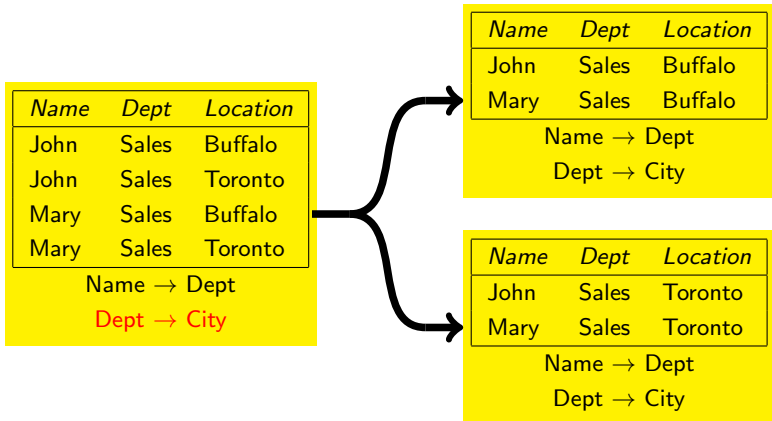 Name Dept Location
John Sales Buffalo
John Sales Toronto
Mary Sales Buffalo
Mary Sales Toronto
Name → Dept
Dept → City
Name Dept Location
John Sales Buffalo
Mary Sales Buffalo
Name → Dept
Dept → City
Name Dept Location
John Sales Toronto
Mary Sales Toronto
Name → Dept
Dept → City